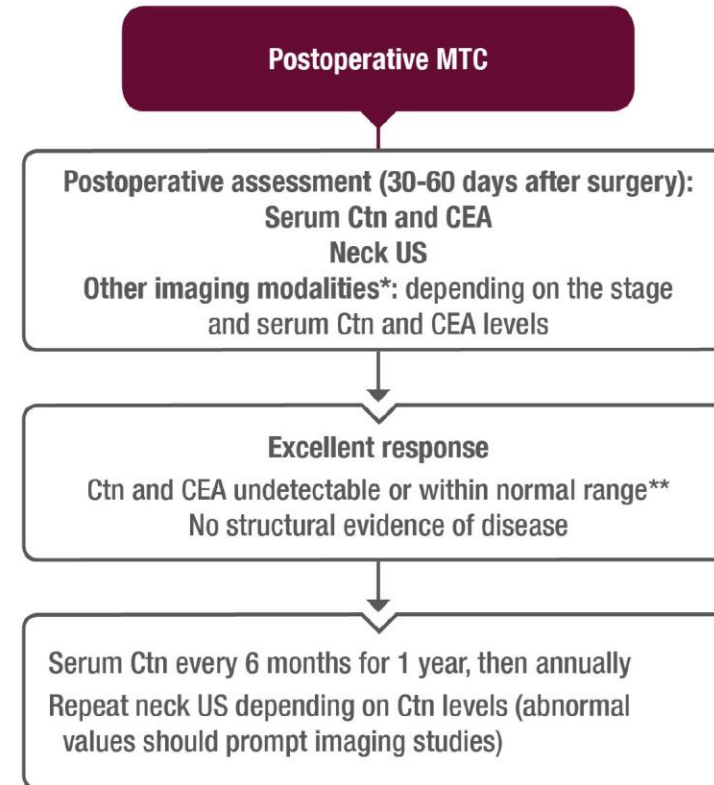 Postoperative MTC
Postoperative assessment (30-60 days after surgery):
Serum Ctn and CEA
Neck US
Other imaging modalities*: depending on the stage
and serum Ctn and CEA levels
Excellent response
Ctn and CEA undetectable or within normal range**
No structural evidence of disease
Serum Ctn every 6 months for 1 year, then annually
Repeat neck US depending on Ctn levels (abnormal
values should prompt imaging studies)